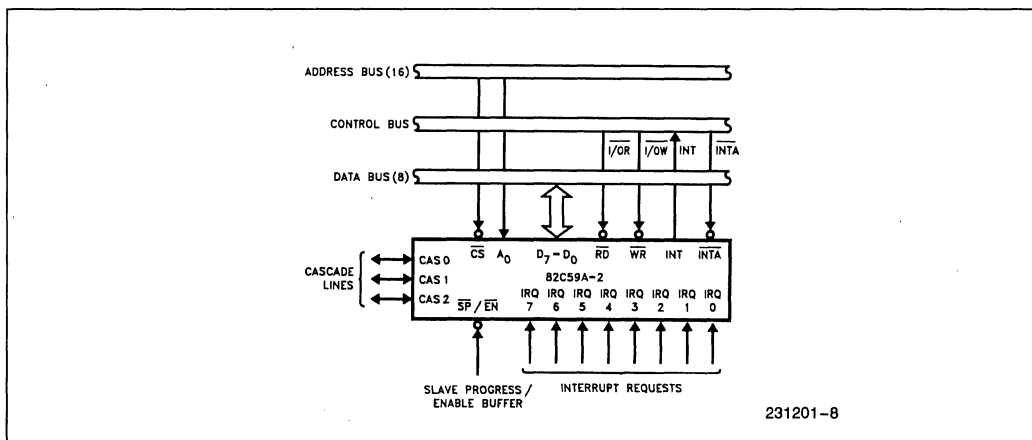 ADDRESS BUS (16)
CONTROL BUS
I/OR I/OW INT INTA
DATA BUS (8)
CS A0 D7-D0 RD WR INT INTA
CASCADE LINES
CAS 0
CAS 1
CAS 2
82C59A-2
SP / EN
IRQ IRQ IRQ IRQ IRQ IRQ IRQ IRQ
7 6 5 4 3 2 1 0
SLAVE PROGRESS /
ENABLE BUFFER
INTERRUPT REQUESTS
231201-8